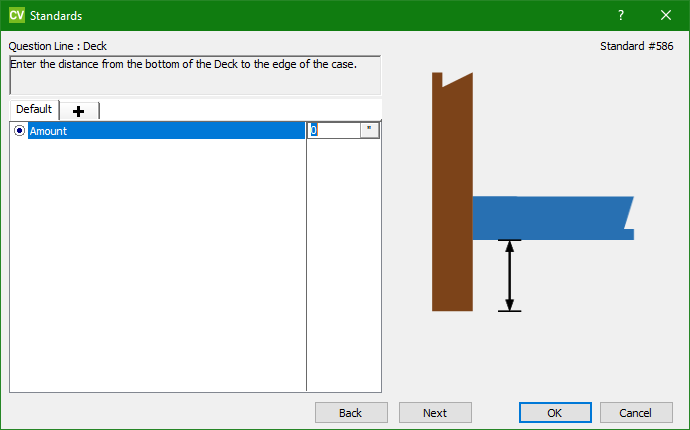 CV Standards ?
Question Line : Deck Standard #586
Enter the distance from the bottom of the Deck to the edge of the case.
Default +
Amount 0 "
Back Next OK Cancel